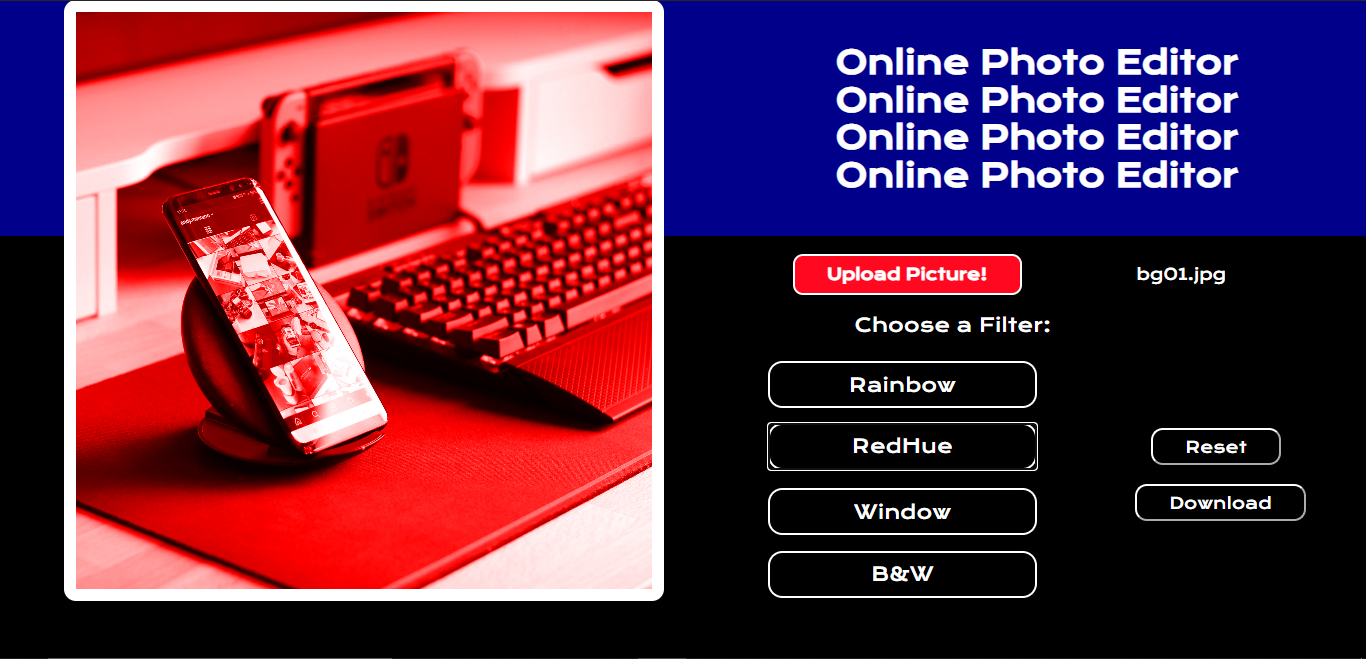 Online Photo Editor
Online Photo Editor
Online Photo Editor
Online Photo Editor
Upload Picture!
bg01.jpg
Choose a Filter:
Rainbow
RedHue
Reset
Window
Download
B&W